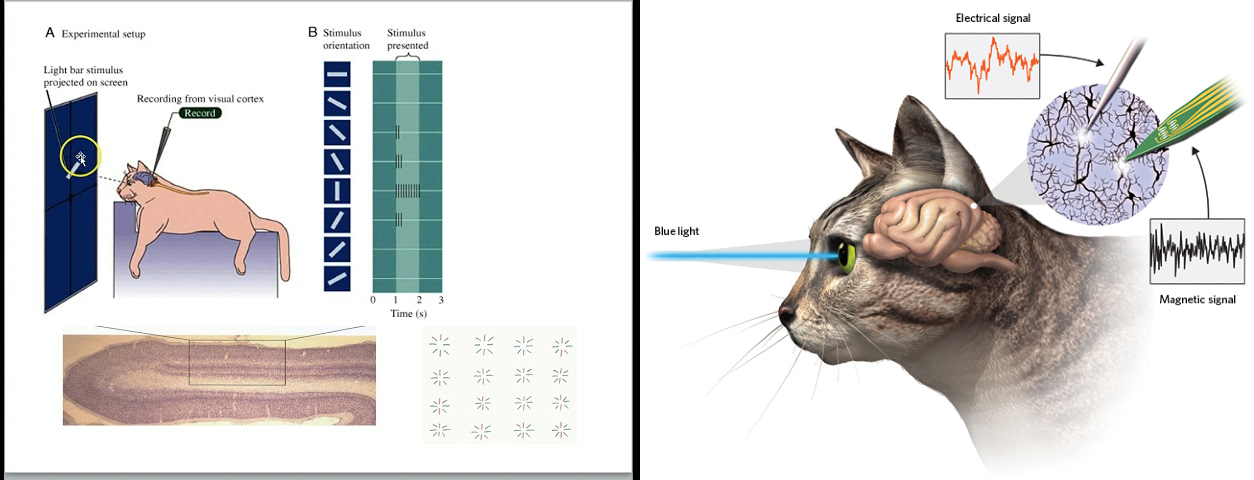 A Experimental setup
Light bar stimulus
projected on screen
Recording from visual cortex
Record
B Stimulus
orientation
Stimulus
presented
0 1 2 3
Time (s)
Electrical signal
Blue light
Magnetic signal